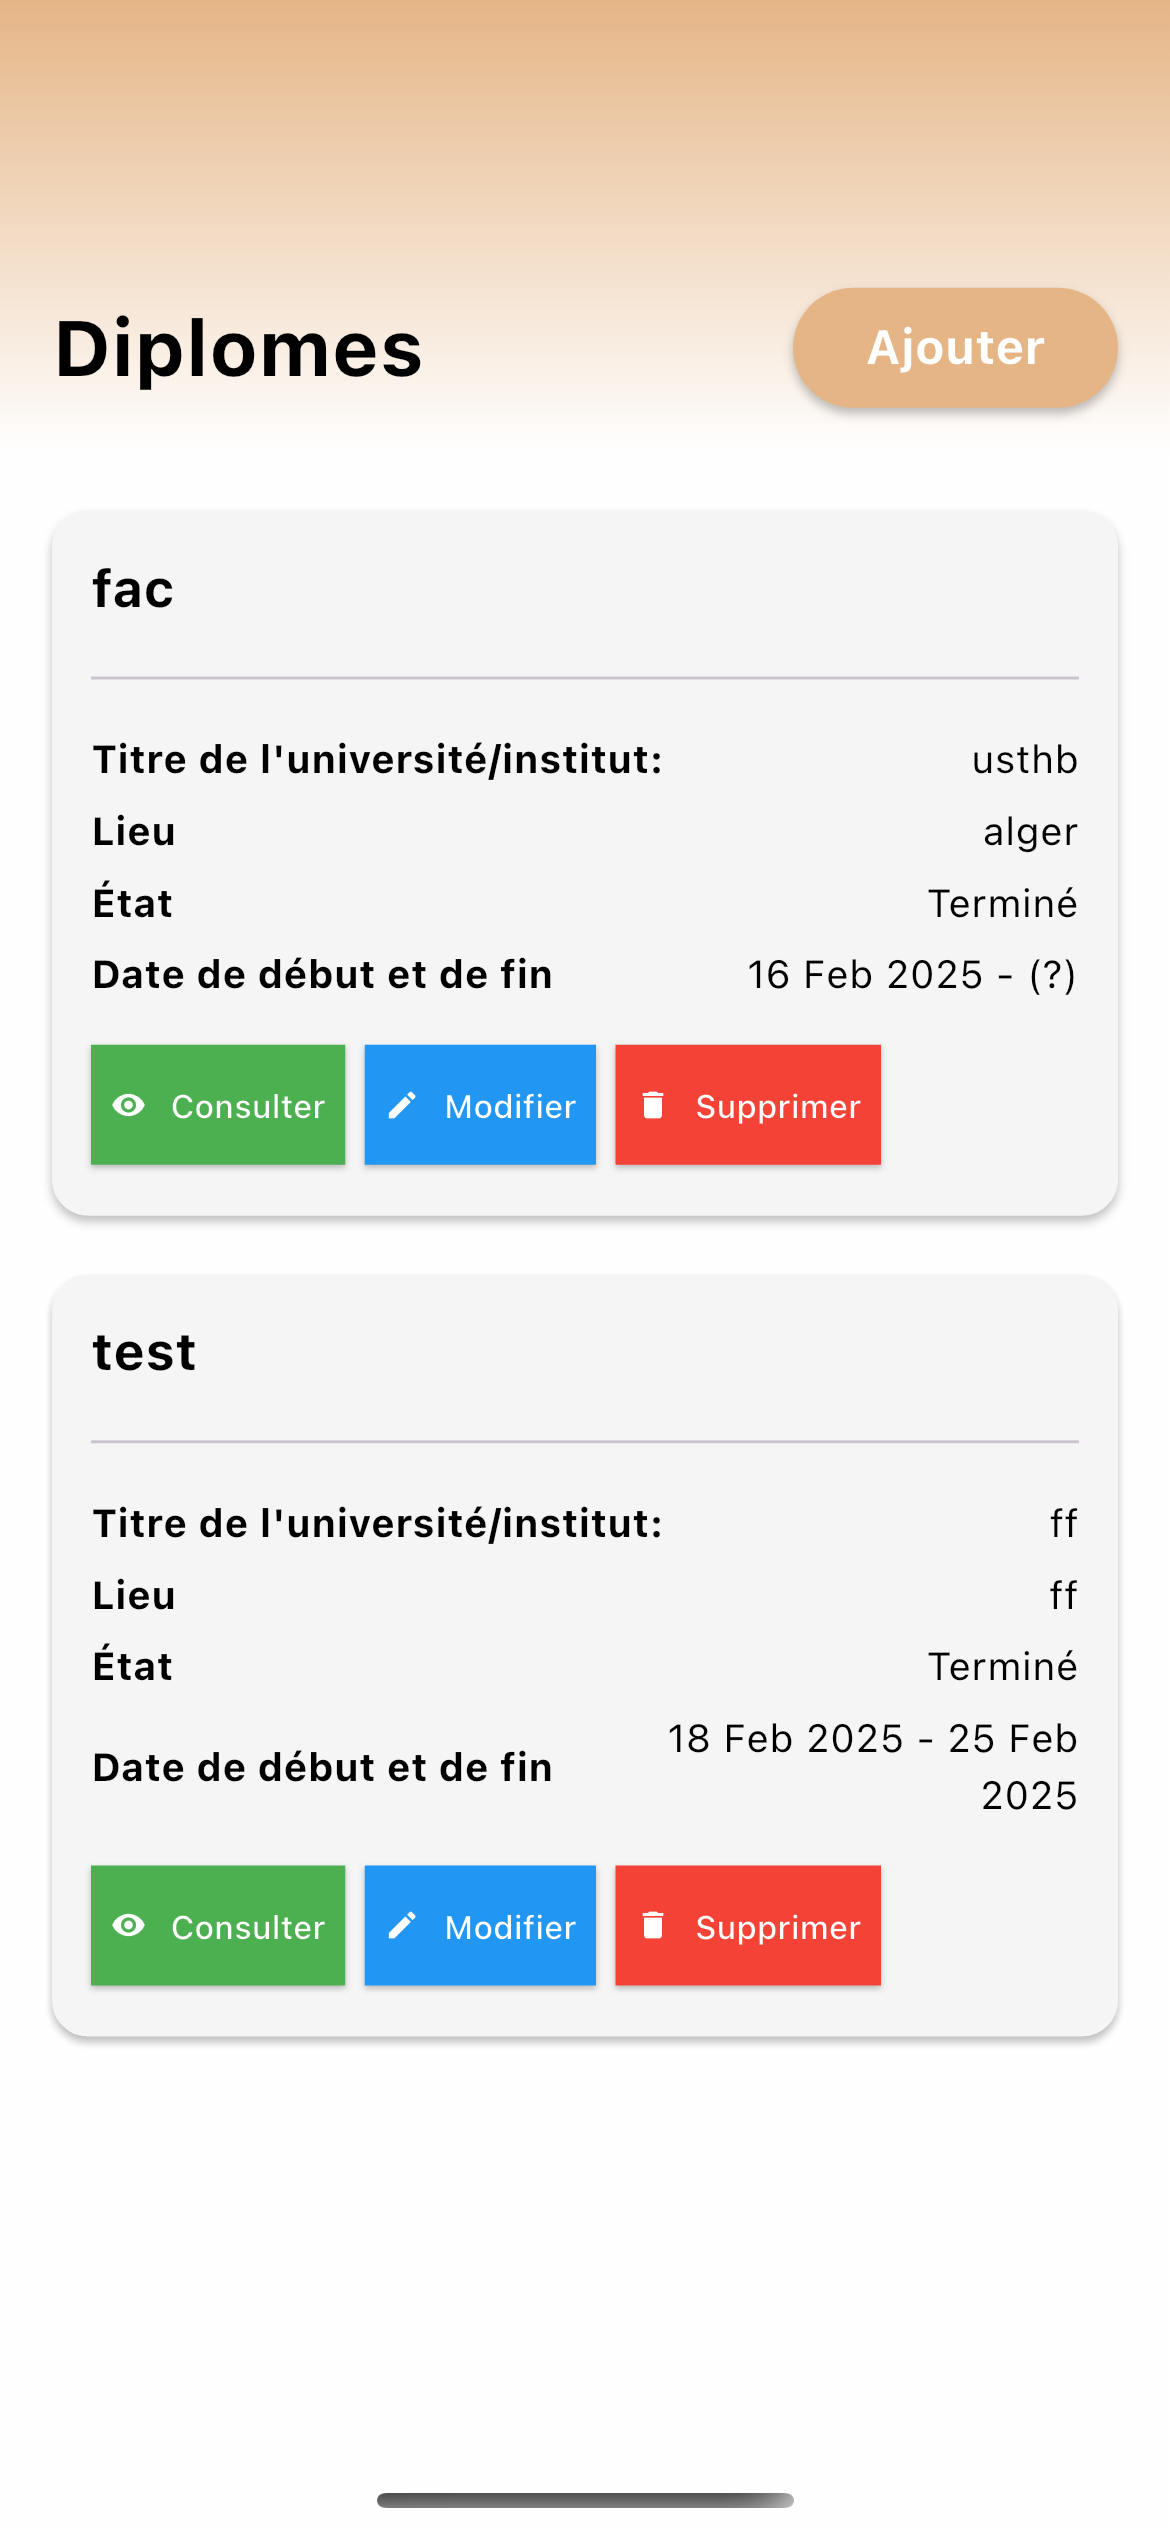 Diplomes
Ajouter
fac
Titre de l'université/institut: usthb
Lieu alger
État Terminé
Date de début et de fin 16 Feb 2025 - (?)
Consulter Modifier Supprimer
test
Titre de l'université/institut: ff
Lieu ff
État Terminé
Date de début et de fin 18 Feb 2025 - 25 Feb
2025
Consulter Modifier Supprimer